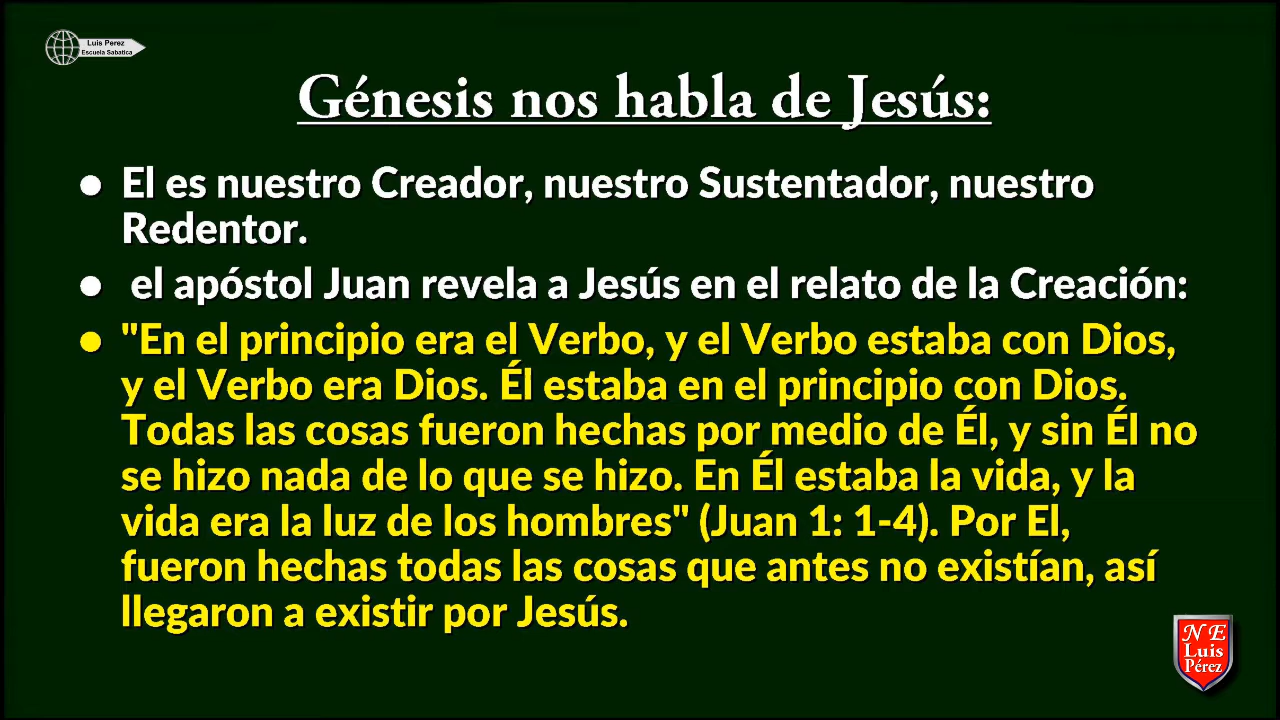 Luis Perez
Escuela Sabatica
Génesis nos habla de Jesús:
● El es nuestro Creador, nuestro Sustentador, nuestro
Redentor.
● el apóstol Juan revela a Jesús en el relato de la Creación:
● "En el principio era el Verbo, y el Verbo estaba con Dios,
y el Verbo era Dios. Él estaba en el principio con Dios.
Todas las cosas fueron hechas por medio de Él, y sin Él no
se hizo nada de lo que se hizo. En Él estaba la vida, y la
vida era la luz de los hombres" (Juan 1: 1-4). Por El,
fueron hechas todas las cosas que antes no existían, así
llegaron a existir por Jesús.
N E
Luis
Pérez